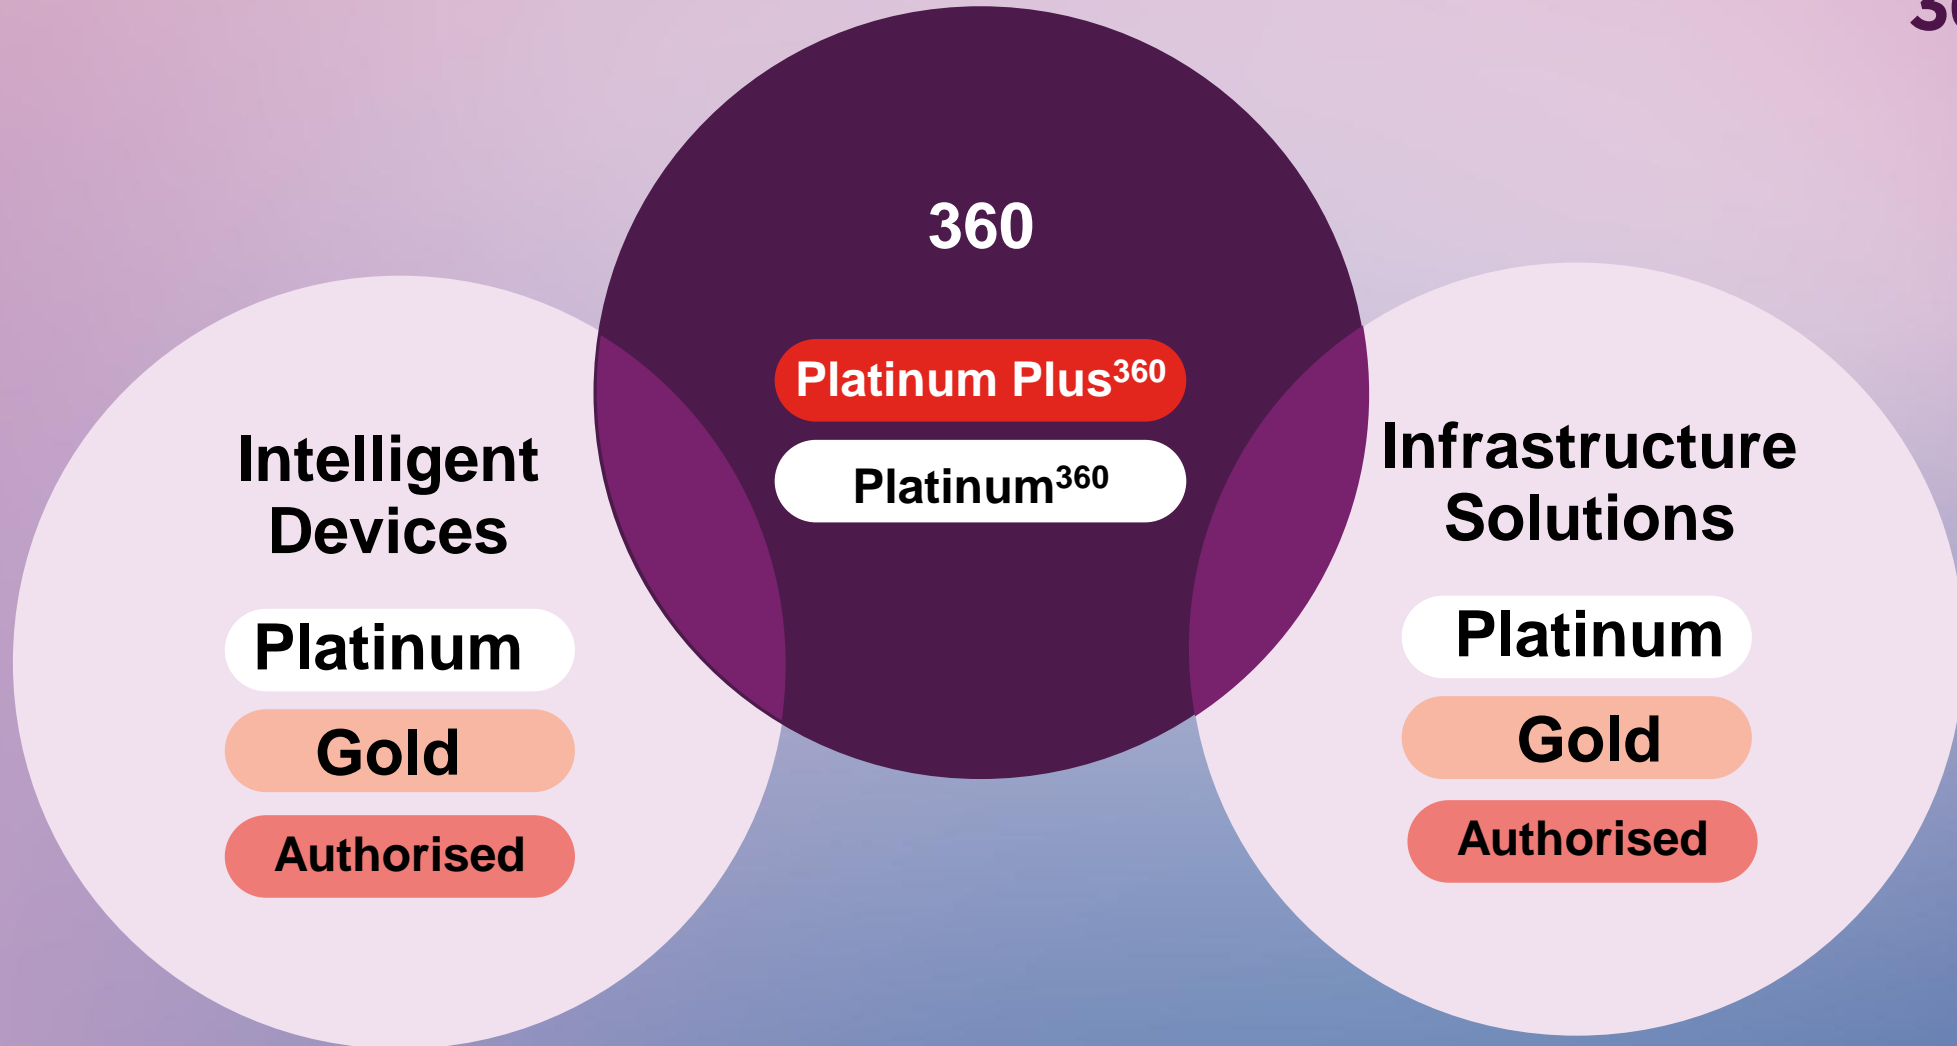 360
Platinum Plus³⁶⁰
Platinum³⁶⁰
Intelligent
Devices
Platinum
Gold
Authorised
Infrastructure
Solutions
Platinum
Gold
Authorised